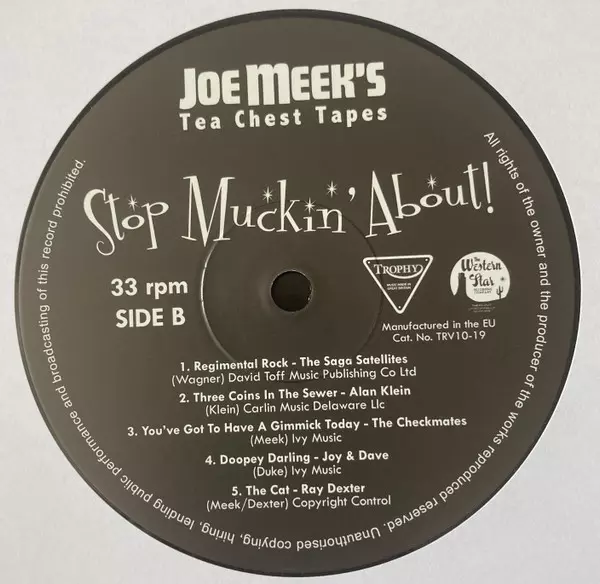 JOE MEEK'S
Tea Chest Tapes
Stop Muckin' About!
33 rpm
SIDE B
TROPHY
The
Western
Star
Manufactured in the EU
Cat. No. TRV10-19
1. Regimental Rock - The Saga Satellites
(Wagner) David Toff Music Publishing Co Ltd
2. Three Coins In The Sewer - Alan Klein
(Klein) Carlin Music Delaware Llc
3. You've Got To Have A Gimmick Today - The Checkmates
(Meek) Ivy Music
4. Doopey Darling - Joy & Dave
(Duke) Ivy Music
5. The Cat - Ray Dexter
(Meek/Dexter) Copyright Control
All rights of the owner and the producer of the works reproduced reserved. Unauthorised copying, hiring, lending public performance and broadcasting of this record prohibited.